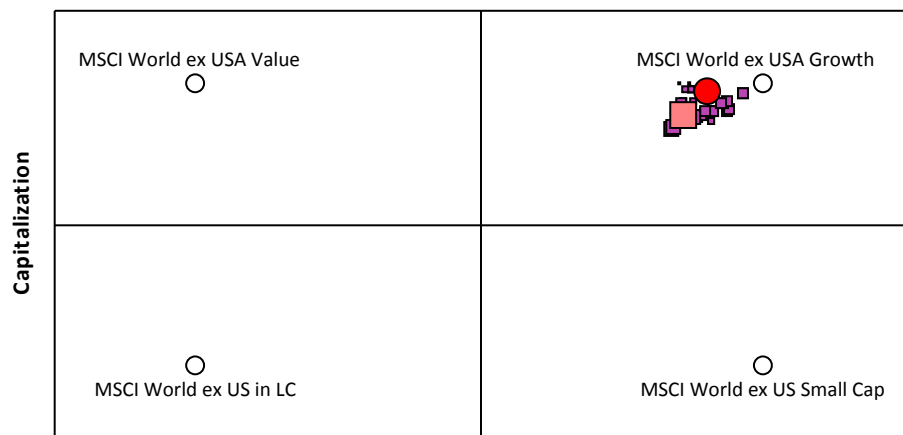 MSCI World ex USA Value
MSCI World ex USA Growth
Capitalization
MSCI World ex US in LC
MSCI World ex US Small Cap